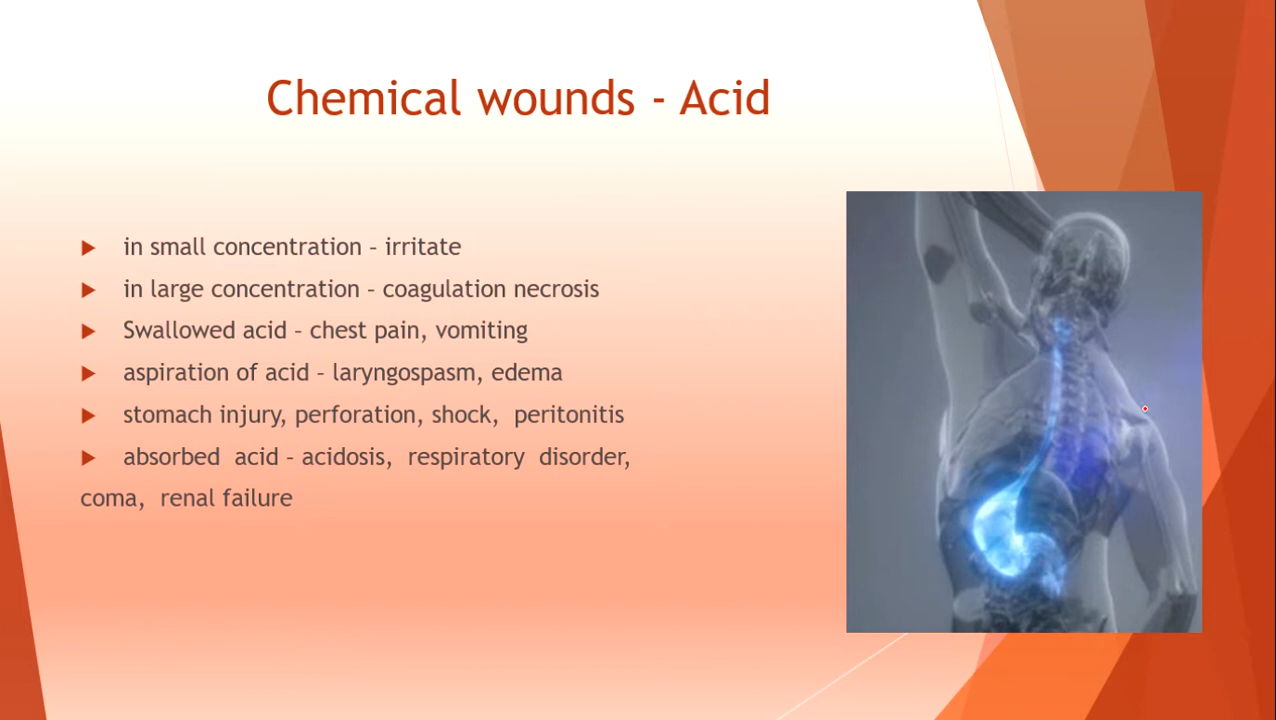 Chemical wounds - Acid
in small concentration – irritate
in large concentration – coagulation necrosis
Swallowed acid – chest pain, vomiting
aspiration of acid – laryngospasm, edema
stomach injury, perforation, shock, peritonitis
absorbed acid – acidosis, respiratory disorder,
coma, renal failure